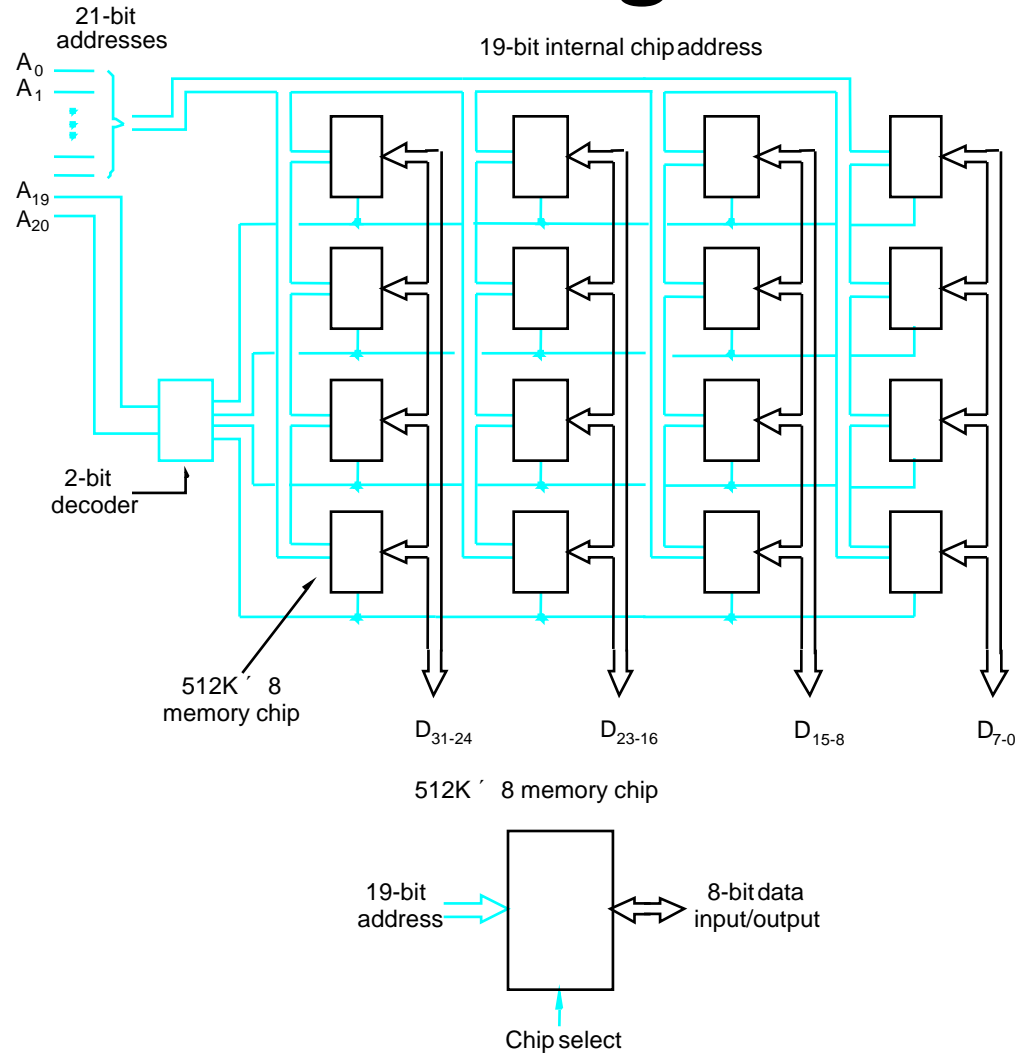 21-bit
addresses
19-bit internal chip address
A0
A1
A19
A20
2-bit
decoder
512K ´ 8
memory chip
D31-24
D23-16
D15-8
D7-0
512K ´ 8 memory chip
19-bit
address
8-bit data
input/output
Chip select